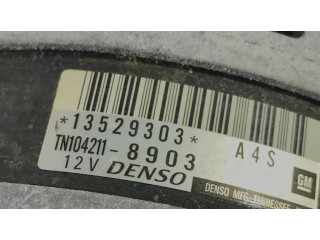 *13529303*
A4S
TN104211-8903
12V DENSO
GM
DENSO MFG. TENNESSEE